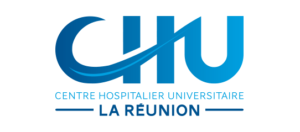 CHU
CENTRE HOSPITALIER UNIVERSITAIRE
LA RÉUNION